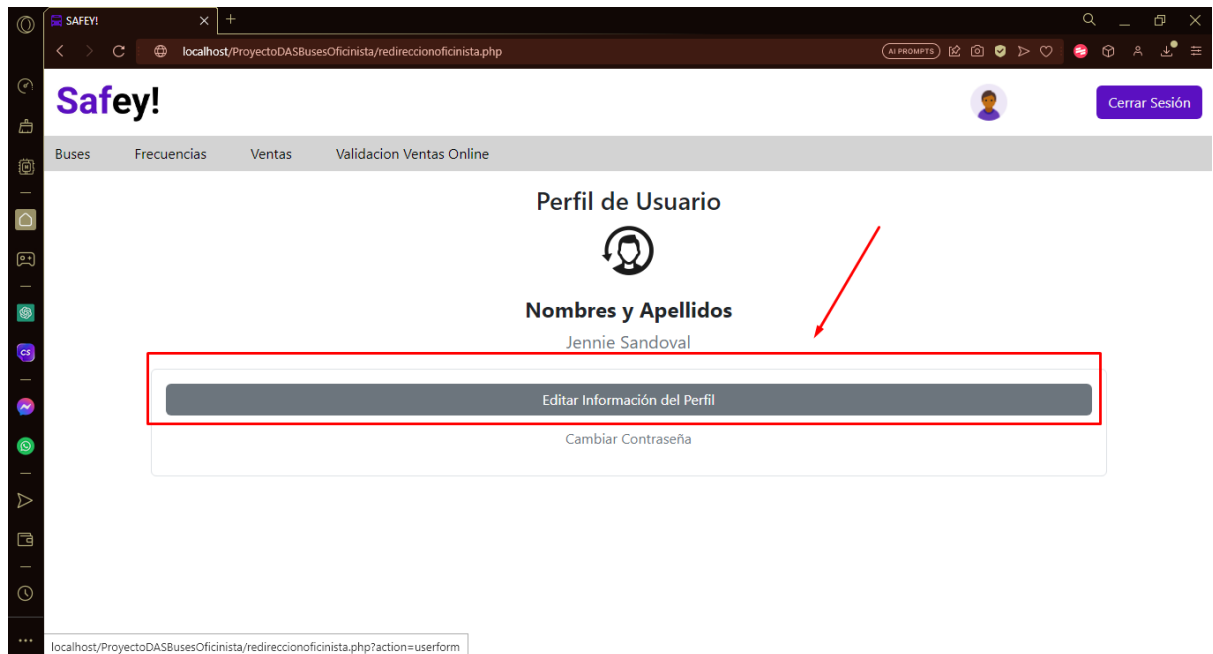 SAFEY!
localhost/ProyectoDASBusesOficinista/redireccionoficinista.php
AI PROMPTS
Safey!
Cerrar Sesión
Buses Frecuencias Ventas Validacion Ventas Online
Perfil de Usuario
Nombres y Apellidos
Jennie Sandoval
Editar Información del Perfil
Cambiar Contraseña
CS
localhost/ProyectoDASBusesOficinista/redireccionoficinista.php?action=userform